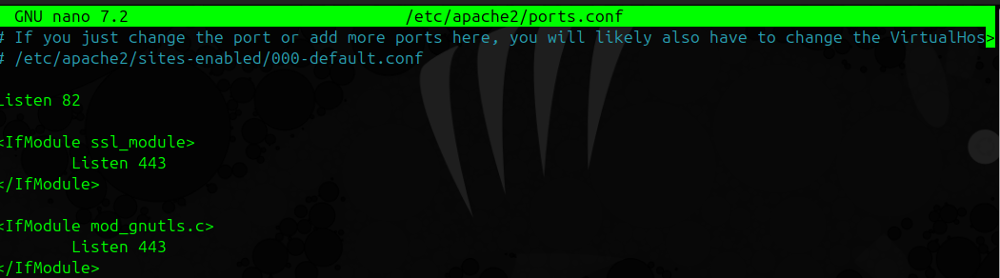 GNU nano 7.2 /etc/apache2/ports.conf
# If you just change the port or add more ports here, you will likely also have to change the VirtualHos>
# /etc/apache2/sites-enabled/000-default.conf
Listen 82
<IfModule ssl_module>
Listen 443
</IfModule>
<IfModule mod_gnutls.c>
Listen 443
</IfModule>